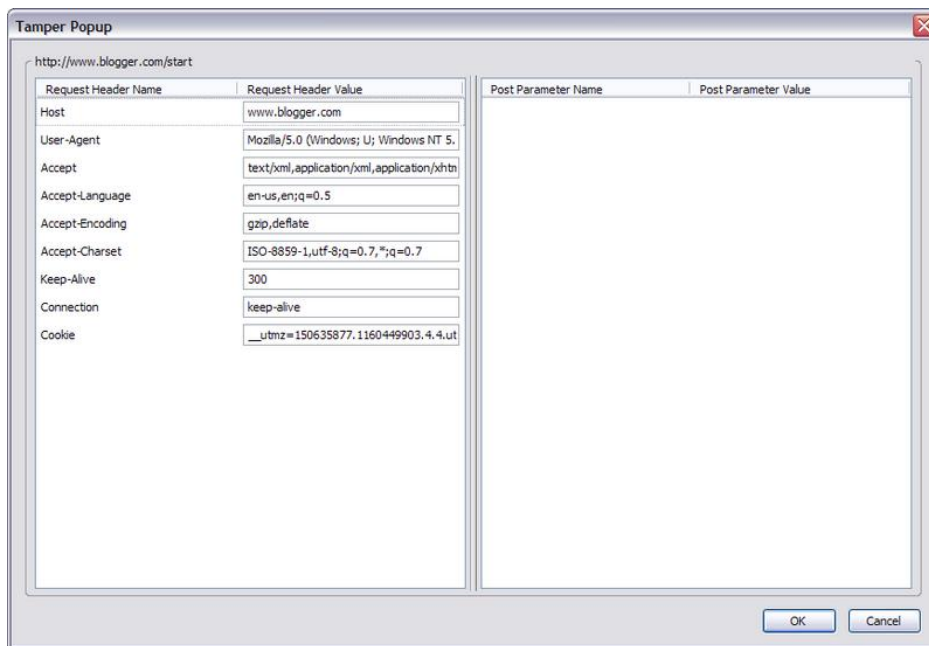 Tamper Popup
http://www.blogger.com/start
Request Header Name Request Header Value Post Parameter Name Post Parameter Value
Host www.blogger.com
User-Agent Mozilla/5.0 (Windows; U; Windows NT 5.
Accept text/xml,application/xml,application/xhtm
Accept-Language en-us,en;q=0.5
Accept-Encoding gzip,deflate
Accept-Charset ISO-8859-1,utf-8;q=0.7,*;q=0.7
Keep-Alive 300
Connection keep-alive
Cookie __utmz=150635877.1160449903.4.4.ut
OK Cancel